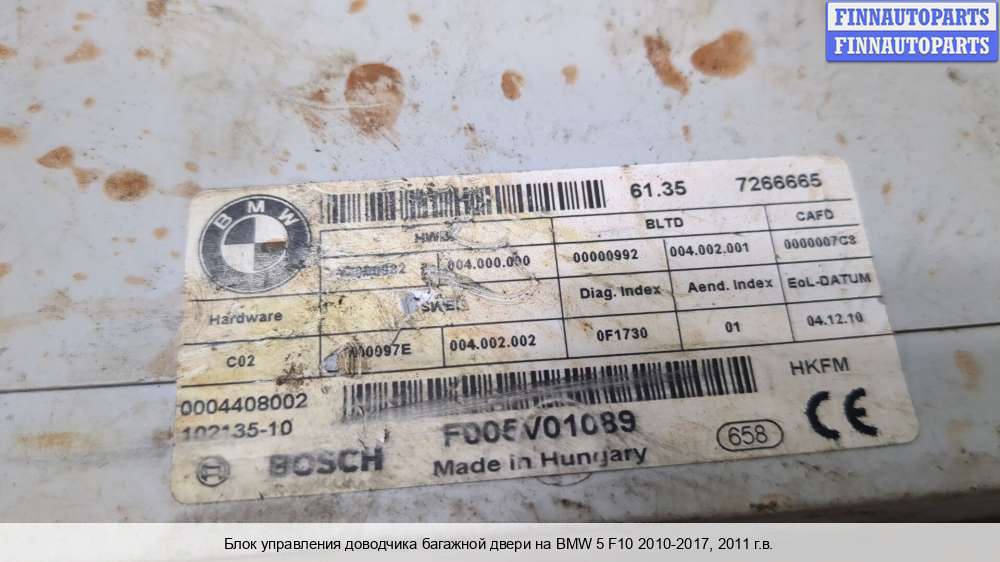 FINNAUTOPARTS
FINNAUTOPARTS
BMW
61.35 7266665
BLTD CAFD
004.000.000 00000992 004.002.001 0000007C8
Hardware Diag. Index Aend. Index EoL-DATUM
C02 004.002.002 0F1730 01 04.12.10
0004408002 HKFM
102135-10 658 CE
BOSCH Made in Hungary
Блок управления доводчика багажной двери на BMW 5 F10 2010-2017, 2011 г.в.